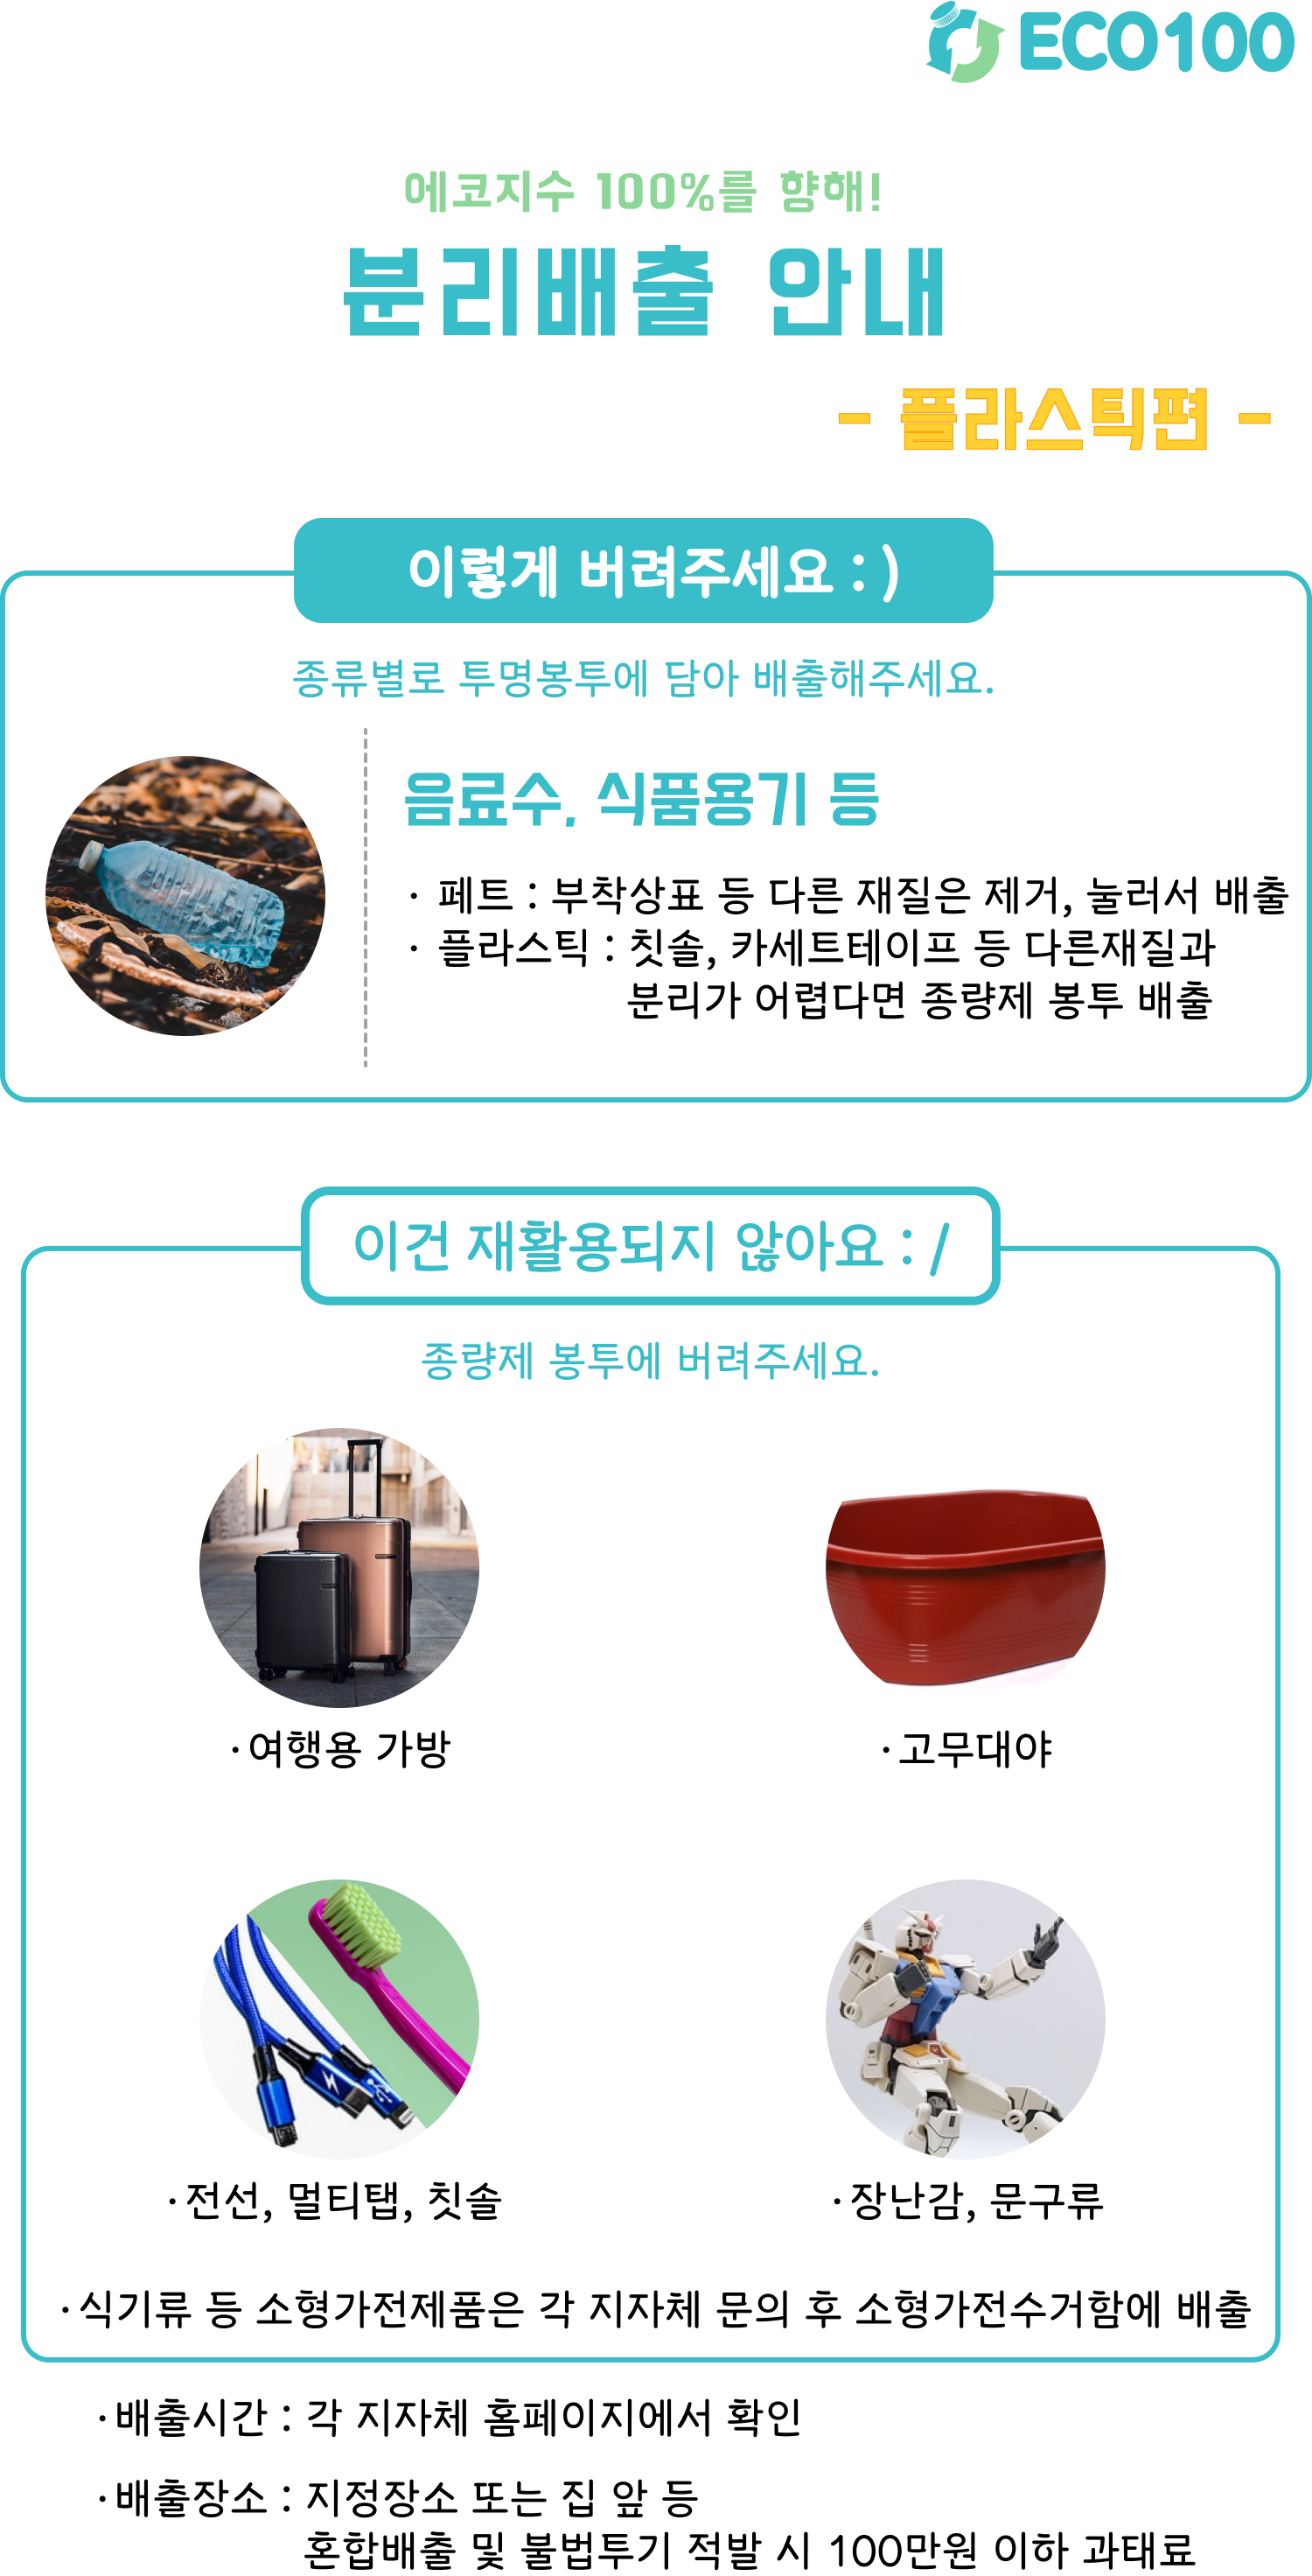 ECO100
에코지수 100%를 향해!
분리배출 안내
- 플라스틱편 -
이렇게 버려주세요 : )
종류별로 투명봉투에 담아 배출해주세요.
음료수, 식품용기 등
· 페트 : 부착상표 등 다른 재질은 제거, 눌러서 배출
· 플라스틱 : 칫솔, 카세트테이프 등 다른재질과
분리가 어렵다면 종량제 봉투 배출
이건 재활용되지 않아요 : /
종량제 봉투에 버려주세요.
· 여행용 가방
· 고무대야
· 전선, 멀티탭, 칫솔
· 장난감, 문구류
· 식기류 등 소형가전제품은 각 지자체 문의 후 소형가전수거함에 배출
· 배출시간 : 각 지자체 홈페이지에서 확인
· 배출장소 : 지정장소 또는 집 앞 등
혼합배출 및 불법투기 적발 시 100만원 이하 과태료